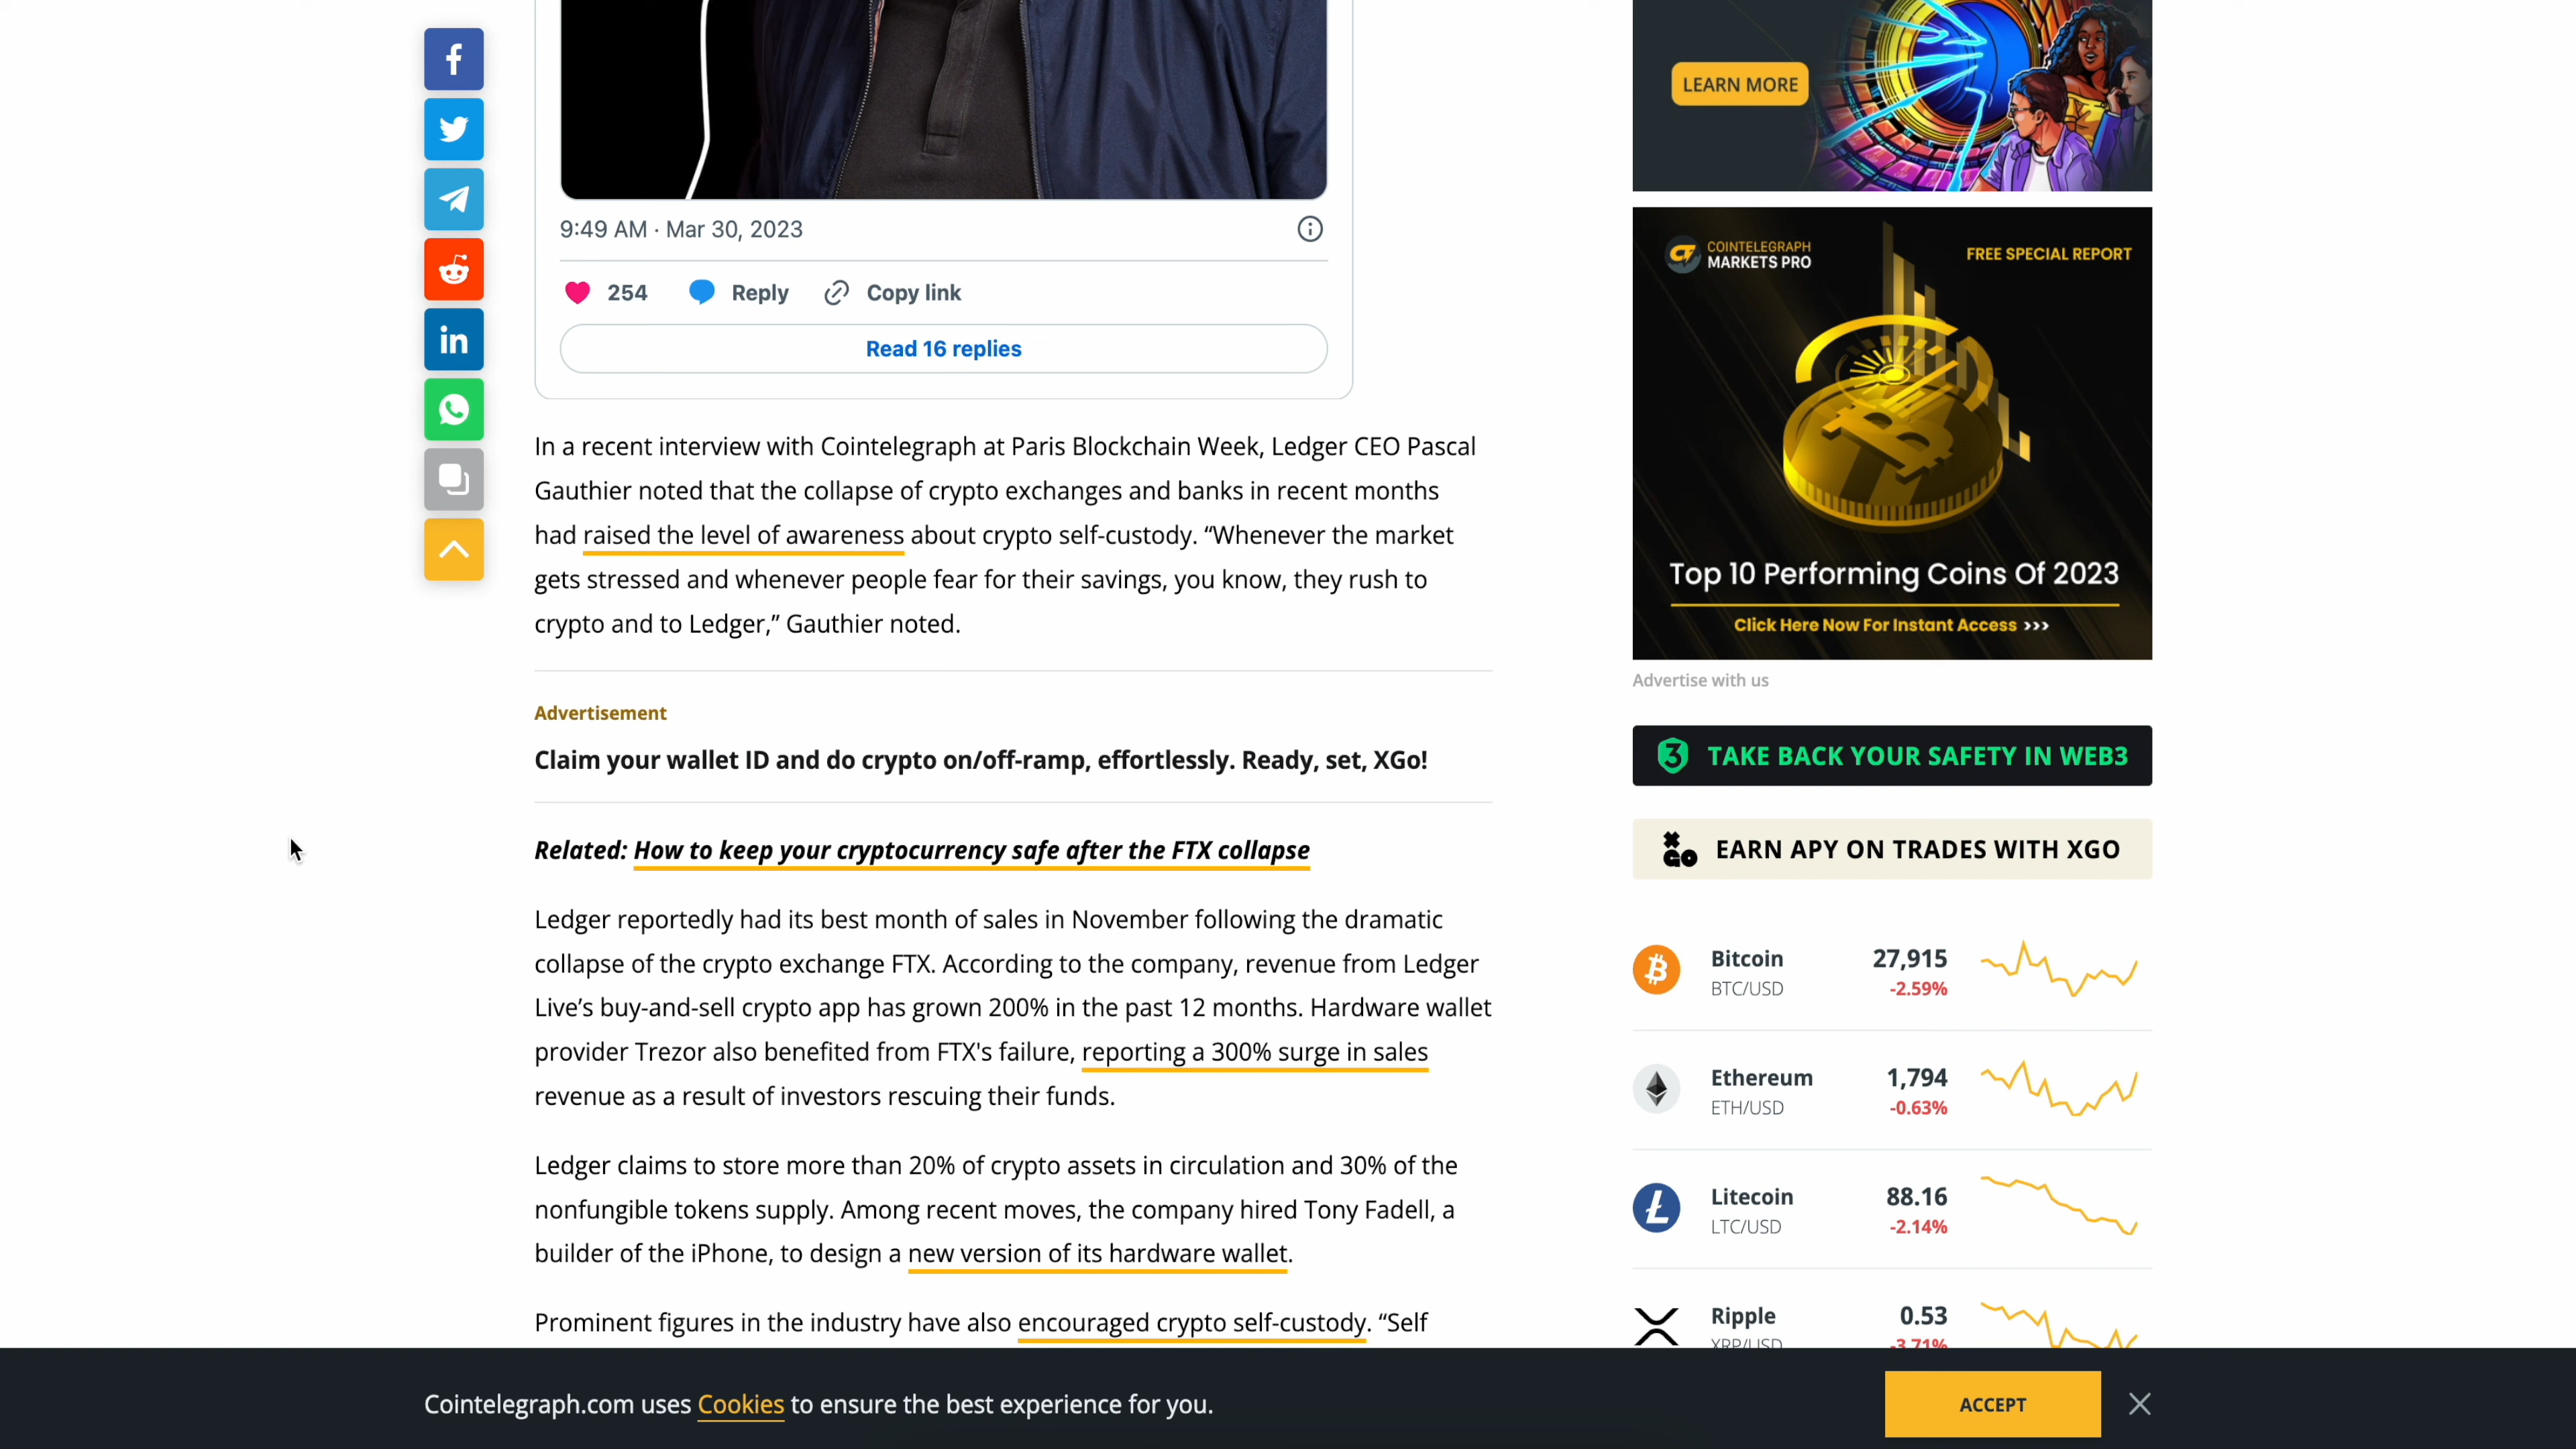 LEARN MORE
9:49 AM · Mar 30, 2023
254 Reply Copy link
Read 16 replies
In a recent interview with Cointelegraph at Paris Blockchain Week, Ledger CEO Pascal
Gauthier noted that the collapse of crypto exchanges and banks in recent months
had raised the level of awareness about crypto self-custody. “Whenever the market
gets stressed and whenever people fear for their savings, you know, they rush to
crypto and to Ledger,” Gauthier noted.
Advertisement
Claim your wallet ID and do crypto on/off-ramp, effortlessly. Ready, set, XGo!
Related: How to keep your cryptocurrency safe after the FTX collapse
Ledger reportedly had its best month of sales in November following the dramatic
collapse of the crypto exchange FTX. According to the company, revenue from Ledger
Live’s buy-and-sell crypto app has grown 200% in the past 12 months. Hardware wallet
provider Trezor also benefited from FTX's failure, reporting a 300% surge in sales
revenue as a result of investors rescuing their funds.
Ledger claims to store more than 20% of crypto assets in circulation and 30% of the
nonfungible tokens supply. Among recent moves, the company hired Tony Fadell, a
builder of the iPhone, to design a new version of its hardware wallet.
Prominent figures in the industry have also encouraged crypto self-custody. “Self
COINTELEGRAPH
MARKETS PRO
FREE SPECIAL REPORT
Top 10 Performing Coins Of 2023
Click Here Now For Instant Access >>>
Advertise with us
3 TAKE BACK YOUR SAFETY IN WEB3
XGO EARN APY ON TRADES WITH XGO
Bitcoin 27,915
BTC/USD -2.59%
Ethereum 1,794
ETH/USD -0.63%
Litecoin 88.16
LTC/USD -2.14%
Ripple 0.53
XRP/USD -3.71%
Cointelegraph.com uses Cookies to ensure the best experience for you.
ACCEPT